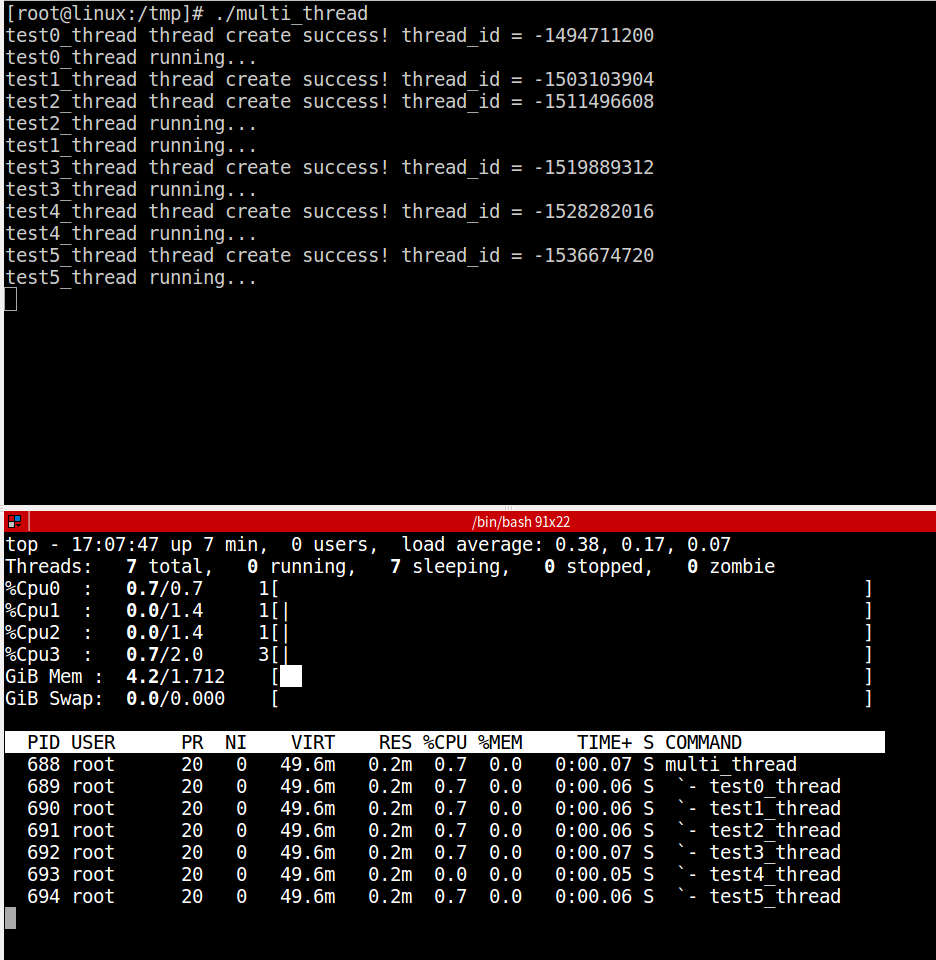 [root@linux:/tmp]# ./multi_thread
test0_thread thread create success! thread_id = -1494711200
test0_thread running...
test1_thread thread create success! thread_id = -1503103904
test2_thread thread create success! thread_id = -1511496608
test2_thread running...
test1_thread running...
test3_thread thread create success! thread_id = -1519889312
test3_thread running...
test4_thread thread create success! thread_id = -1528282016
test4_thread running...
test5_thread thread create success! thread_id = -1536674720
test5_thread running...
/bin/bash 91x22
top - 17:07:47 up 7 min,  0 users,  load average: 0.38, 0.17, 0.07
Threads:   7 total,   0 running,   7 sleeping,   0 stopped,   0 zombie
%Cpu0  :   0.7/0.7     1[                                                     ]
%Cpu1  :   0.0/1.4     1[|                                                    ]
%Cpu2  :   0.0/1.4     1[|                                                    ]
%Cpu3  :   0.7/2.0     3[|                                                    ]
GiB Mem :  4.2/1.712    [                                                     ]
GiB Swap:  0.0/0.000    [                                                     ]
  PID USER      PR  NI    VIRT    RES %CPU %MEM     TIME+ S COMMAND
  688 root      20   0   49.6m   0.2m  0.7  0.0   0:00.07 S multi_thread
  689 root      20   0   49.6m   0.2m  0.7  0.0   0:00.06 S  `- test0_thread
  690 root      20   0   49.6m   0.2m  0.7  0.0   0:00.06 S  `- test1_thread
  691 root      20   0   49.6m   0.2m  0.7  0.0   0:00.06 S  `- test2_thread
  692 root      20   0   49.6m   0.2m  0.7  0.0   0:00.07 S  `- test3_thread
  693 root      20   0   49.6m   0.2m  0.0  0.0   0:00.05 S  `- test4_thread
  694 root      20   0   49.6m   0.2m  0.7  0.0   0:00.06 S  `- test5_thread